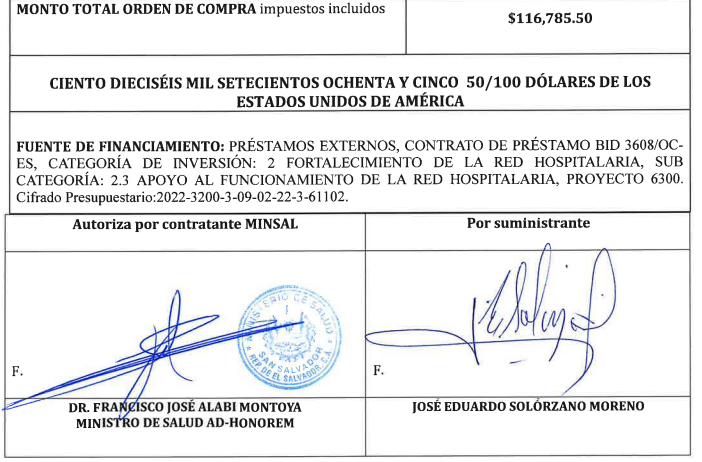 MONTO TOTAL ORDEN DE COMPRA impuestos incluidos
$116,785.50
CIENTO DIECISÉIS MIL SETECIENTOS OCHENTA Y CINCO 50/100 DÓLARES DE LOS
ESTADOS UNIDOS DE AMÉRICA
FUENTE DE FINANCIAMIENTO: PRÉSTAMOS EXTERNOS, CONTRATO DE PRÉSTAMO BID 3608/OC-
ES, CATEGORÍA DE INVERSIÓN: 2 FORTALECIMIENTO DE LA RED HOSPITALARIA, SUB
CATEGORÍA: 2.3 APOYO AL FUNCIONAMIENTO DE LA RED HOSPITALARIA, PROYECTO 6300.
Cifrado Presupuestario:2022-3200-3-09-02-22-3-61102.
Autoriza por contratante MINSAL
Por suministrante
MINISTERIO DE SALUD
SAN SALVADOR
REP. DE EL SALVADOR, C.A.
F.
F.
DR. FRANCISCO JOSÉ ALABI MONTOYA
MINISTRO DE SALUD AD-HONOREM
JOSÉ EDUARDO SOLÓRZANO MORENO